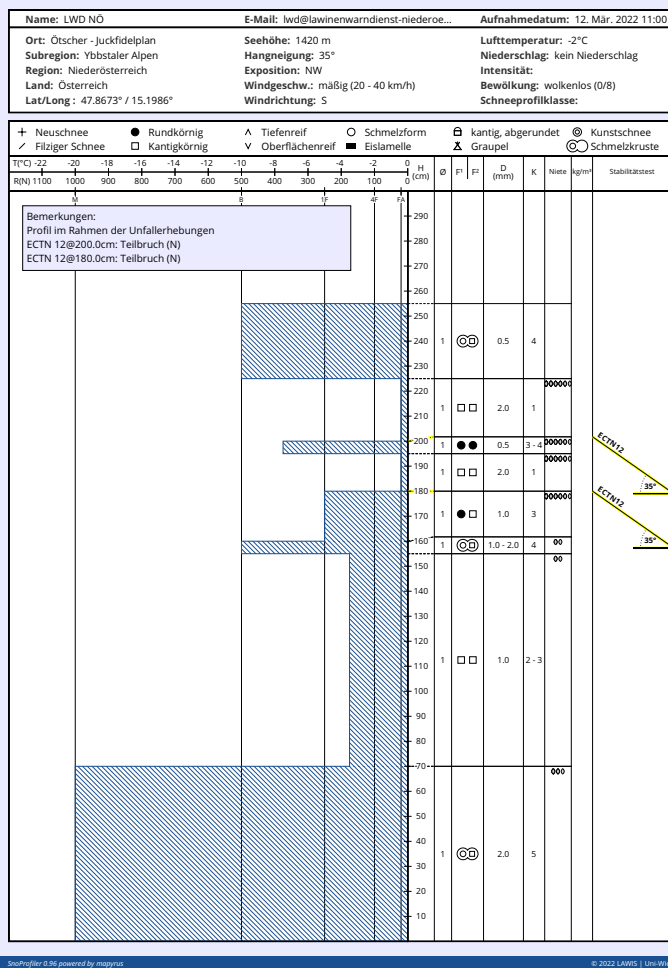 Name: LWD NÖ E-Mail: lwd@lawinenwarndienst-niederoe... Aufnahmedatum: 12. Mär. 2022 11:00
Ort: Ötscher - Juckfidelplan Seehöhe: 1420 m Lufttemperatur: -2°C
Subregion: Ybbstaler Alpen Hangneigung: 35° Niederschlag: kein Niederschlag
Region: Niederösterreich Exposition: NW Intensität:
Land: Österreich Windgeschw.: mäßig (20 - 40 km/h) Bewölkung: wolkenlos (0/8)
Lat/Long : 47.8673° / 15.1986° Windrichtung: S Schneeprofilklasse:
Neuschnee Rundkörnig Tiefenreif Schmelzform kantig, abgerundet Kunstschnee
Filziger Schnee Kantigkörnig Oberflächenreif Eislamelle Graupel Schmelzkruste
T(°C) -22 -20 -18 -16 -14 -12 -10 -8 -6 -4 -2 0
R(N) 1100 1000 900 800 700 600 500 400 300 200 100 0
H (cm) Ø F¹ F² D (mm) K Niete kg/m³ Stabilitätstest
M B 1F 4F FA
Bemerkungen:
Profil im Rahmen der Unfallerhebungen
ECTN 12@200.0cm: Teilbruch (N)
ECTN 12@180.0cm: Teilbruch (N)
290
280
270
260
250
240 1 0.5 4
230
220
210 1 2.0 1
200 1 0.5 3 - 4 ECTN12
190 1 2.0 1
180 35°
170 1 1.0 3 ECTN12
160 1 1.0 - 2.0 4 35°
150
140
130
120
110 1 1.0 2 - 3
100
90
80
70
60
50
40
30 1 2.0 5
20
10
SnoProfiler 0.96 powered by mapyrus © 2022 LAWIS | Uni-Wie